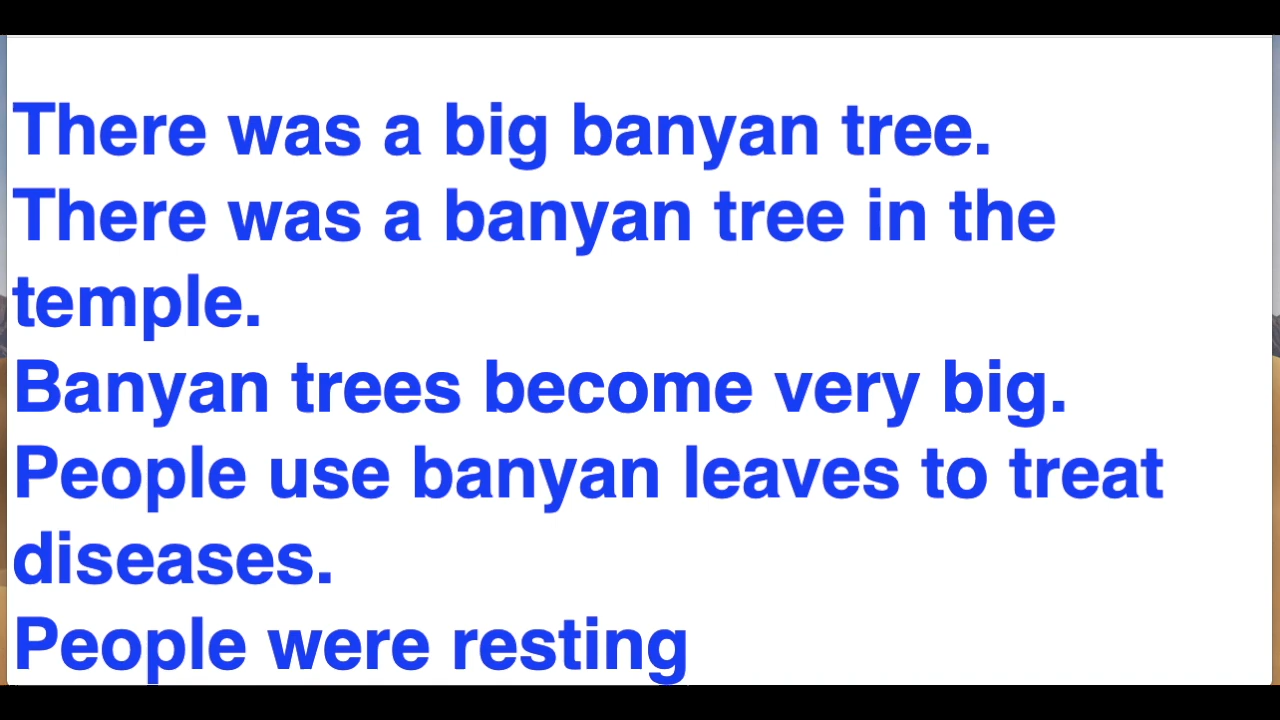 There was a big banyan tree.
There was a banyan tree in the
temple.
Banyan trees become very big.
People use banyan leaves to treat
diseases.
People were resting